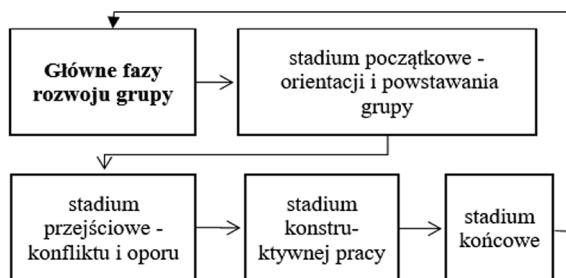 Główne fazy
rozwoju grupy
stadium początkowe -
orientacji i powstawania
grupy
stadium
przejściowe -
konfliktu i oporu
stadium
konstru-
ktywnej pracy
stadium
końcowe